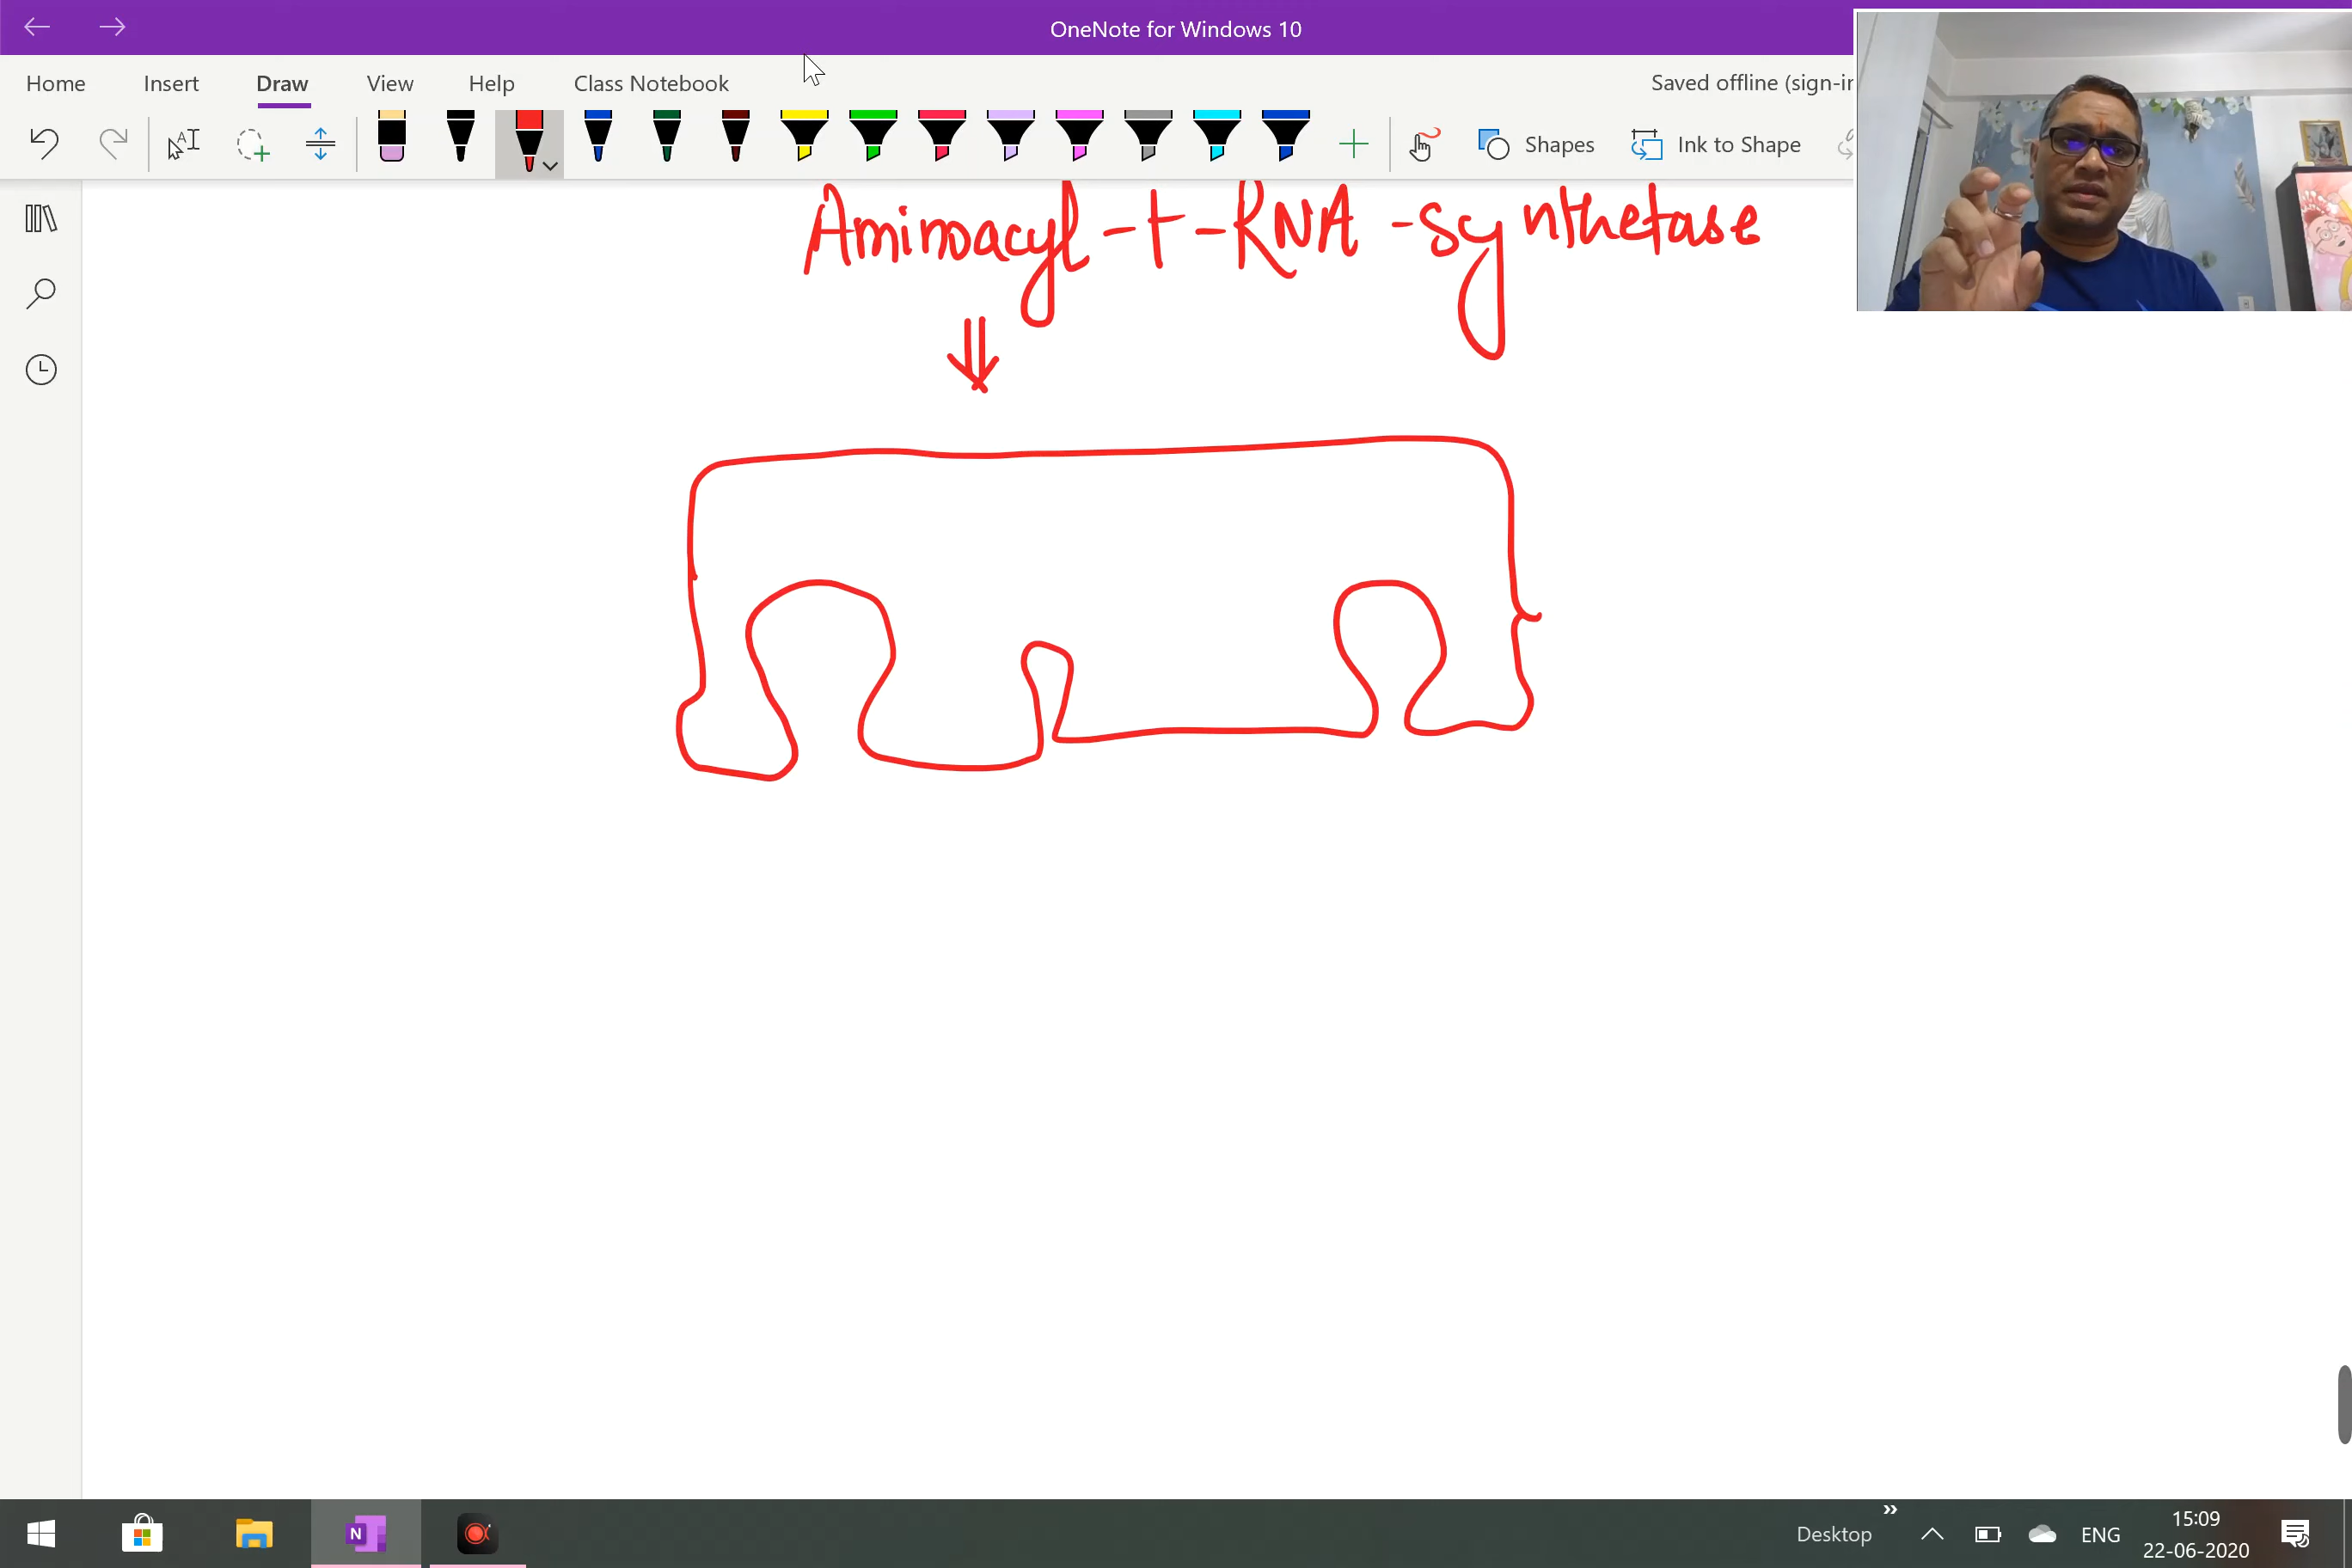 OneNote for Windows 10
Home Insert Draw View Help Class Notebook Saved offline (sign-in
Shapes Ink to Shape
Aminoacyl-t-RNA-synthetase
Desktop » ENG 15:09
22-06-2020